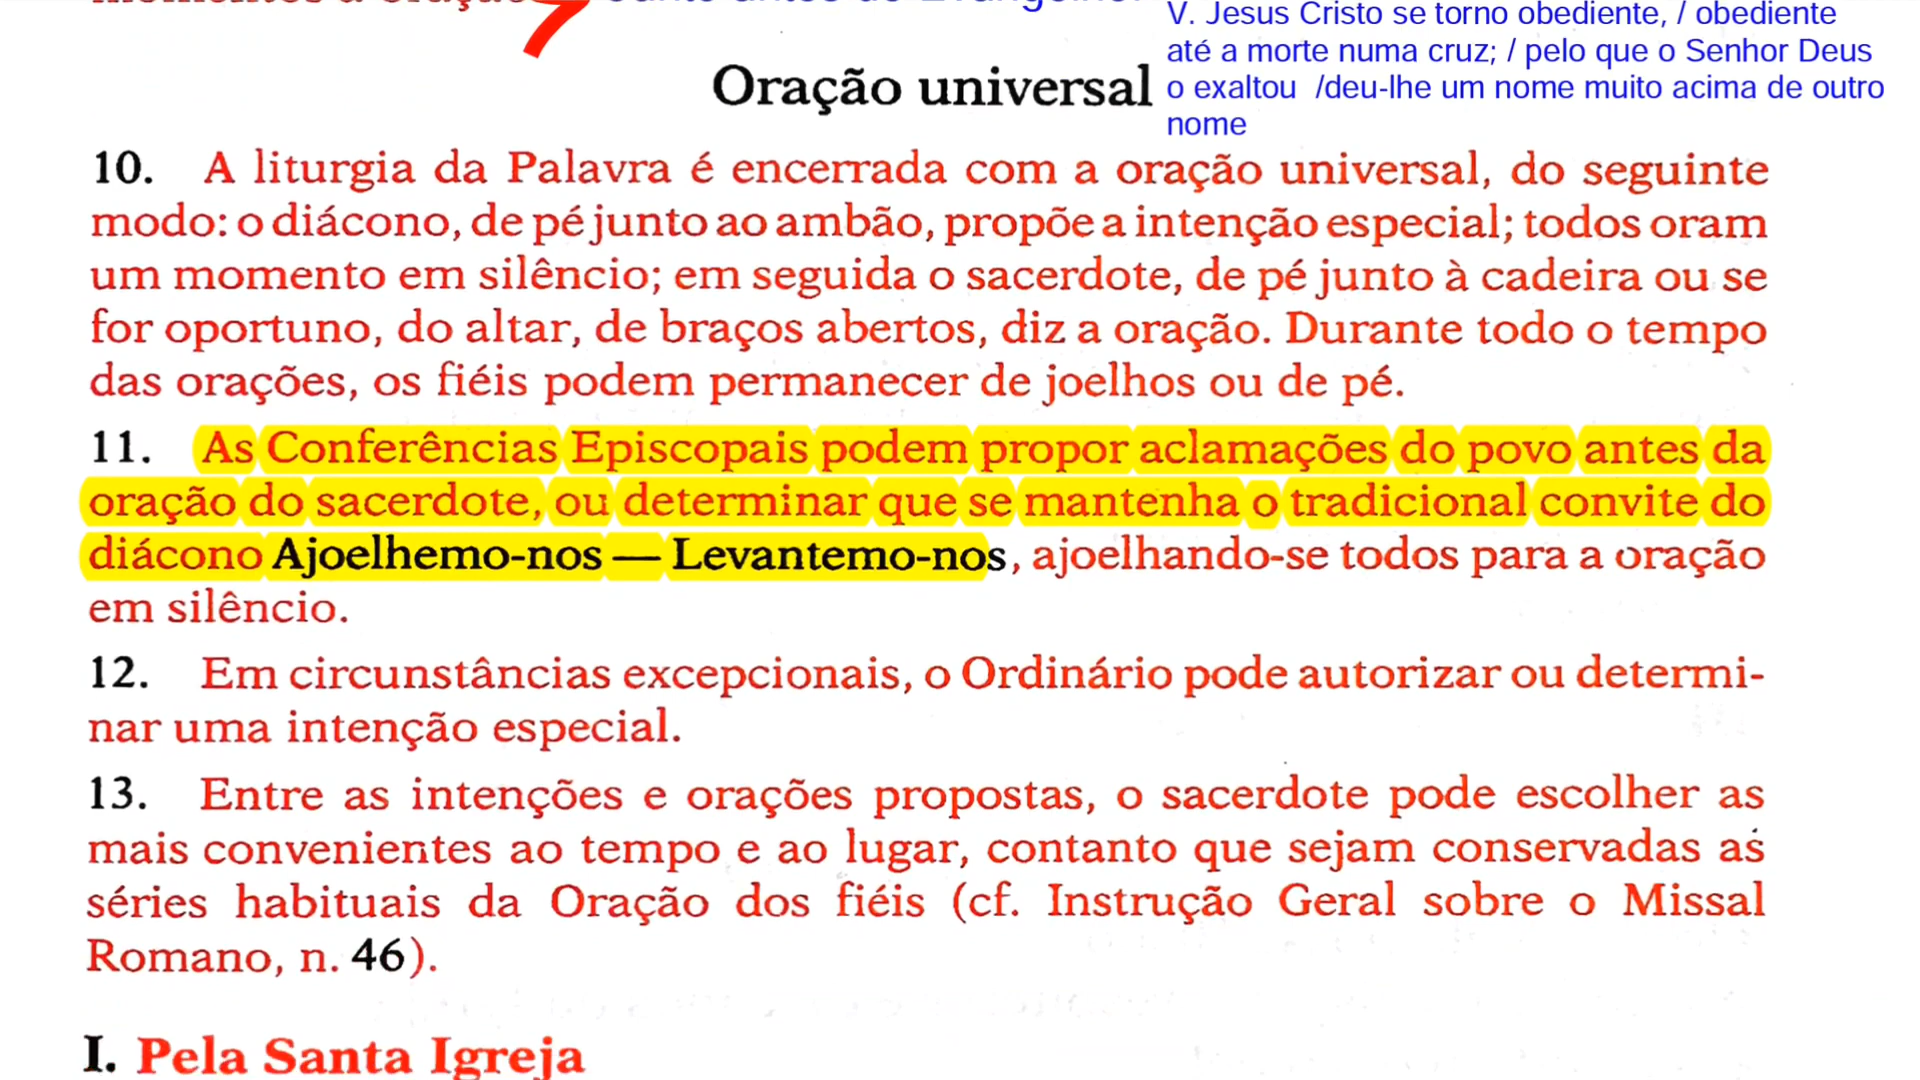 momentos à oração
Canto antes do Evangelho:
V. Jesus Cristo se torno obediente, / obediente
até a morte numa cruz; / pelo que o Senhor Deus
o exaltou /deu-lhe um nome muito acima de outro
nome
Oração universal
10. A liturgia da Palavra é encerrada com a oração universal, do seguinte
modo: o diácono, de pé junto ao ambão, propõe a intenção especial; todos oram
um momento em silêncio; em seguida o sacerdote, de pé junto à cadeira ou se
for oportuno, do altar, de braços abertos, diz a oração. Durante todo o tempo
das orações, os fiéis podem permanecer de joelhos ou de pé.
11. As Conferências Episcopais podem propor aclamações do povo antes da
oração do sacerdote, ou determinar que se mantenha o tradicional convite do
diácono Ajoelhemo-nos — Levantemo-nos, ajoelhando-se todos para a oração
em silêncio.
12. Em circunstâncias excepcionais, o Ordinário pode autorizar ou determi-
nar uma intenção especial.
13. Entre as intenções e orações propostas, o sacerdote pode escolher as
mais convenientes ao tempo e ao lugar, contanto que sejam conservadas as
séries habituais da Oração dos fiéis (cf. Instrução Geral sobre o Missal
Romano, n. 46).
I. Pela Santa Igreja